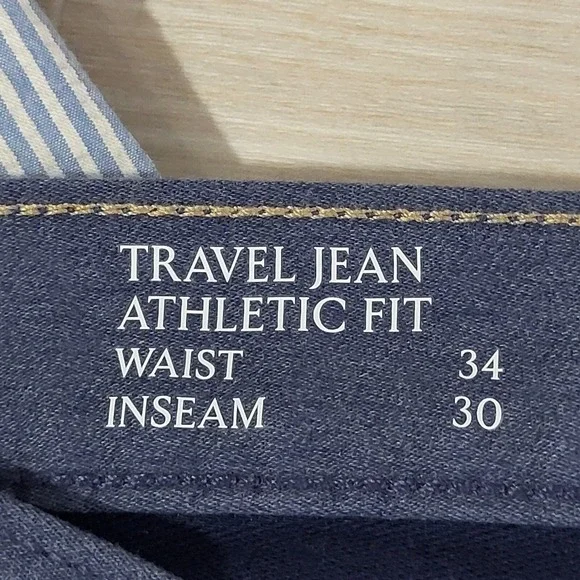 TRAVEL JEAN
ATHLETIC FIT
WAIST 34
INSEAM 30